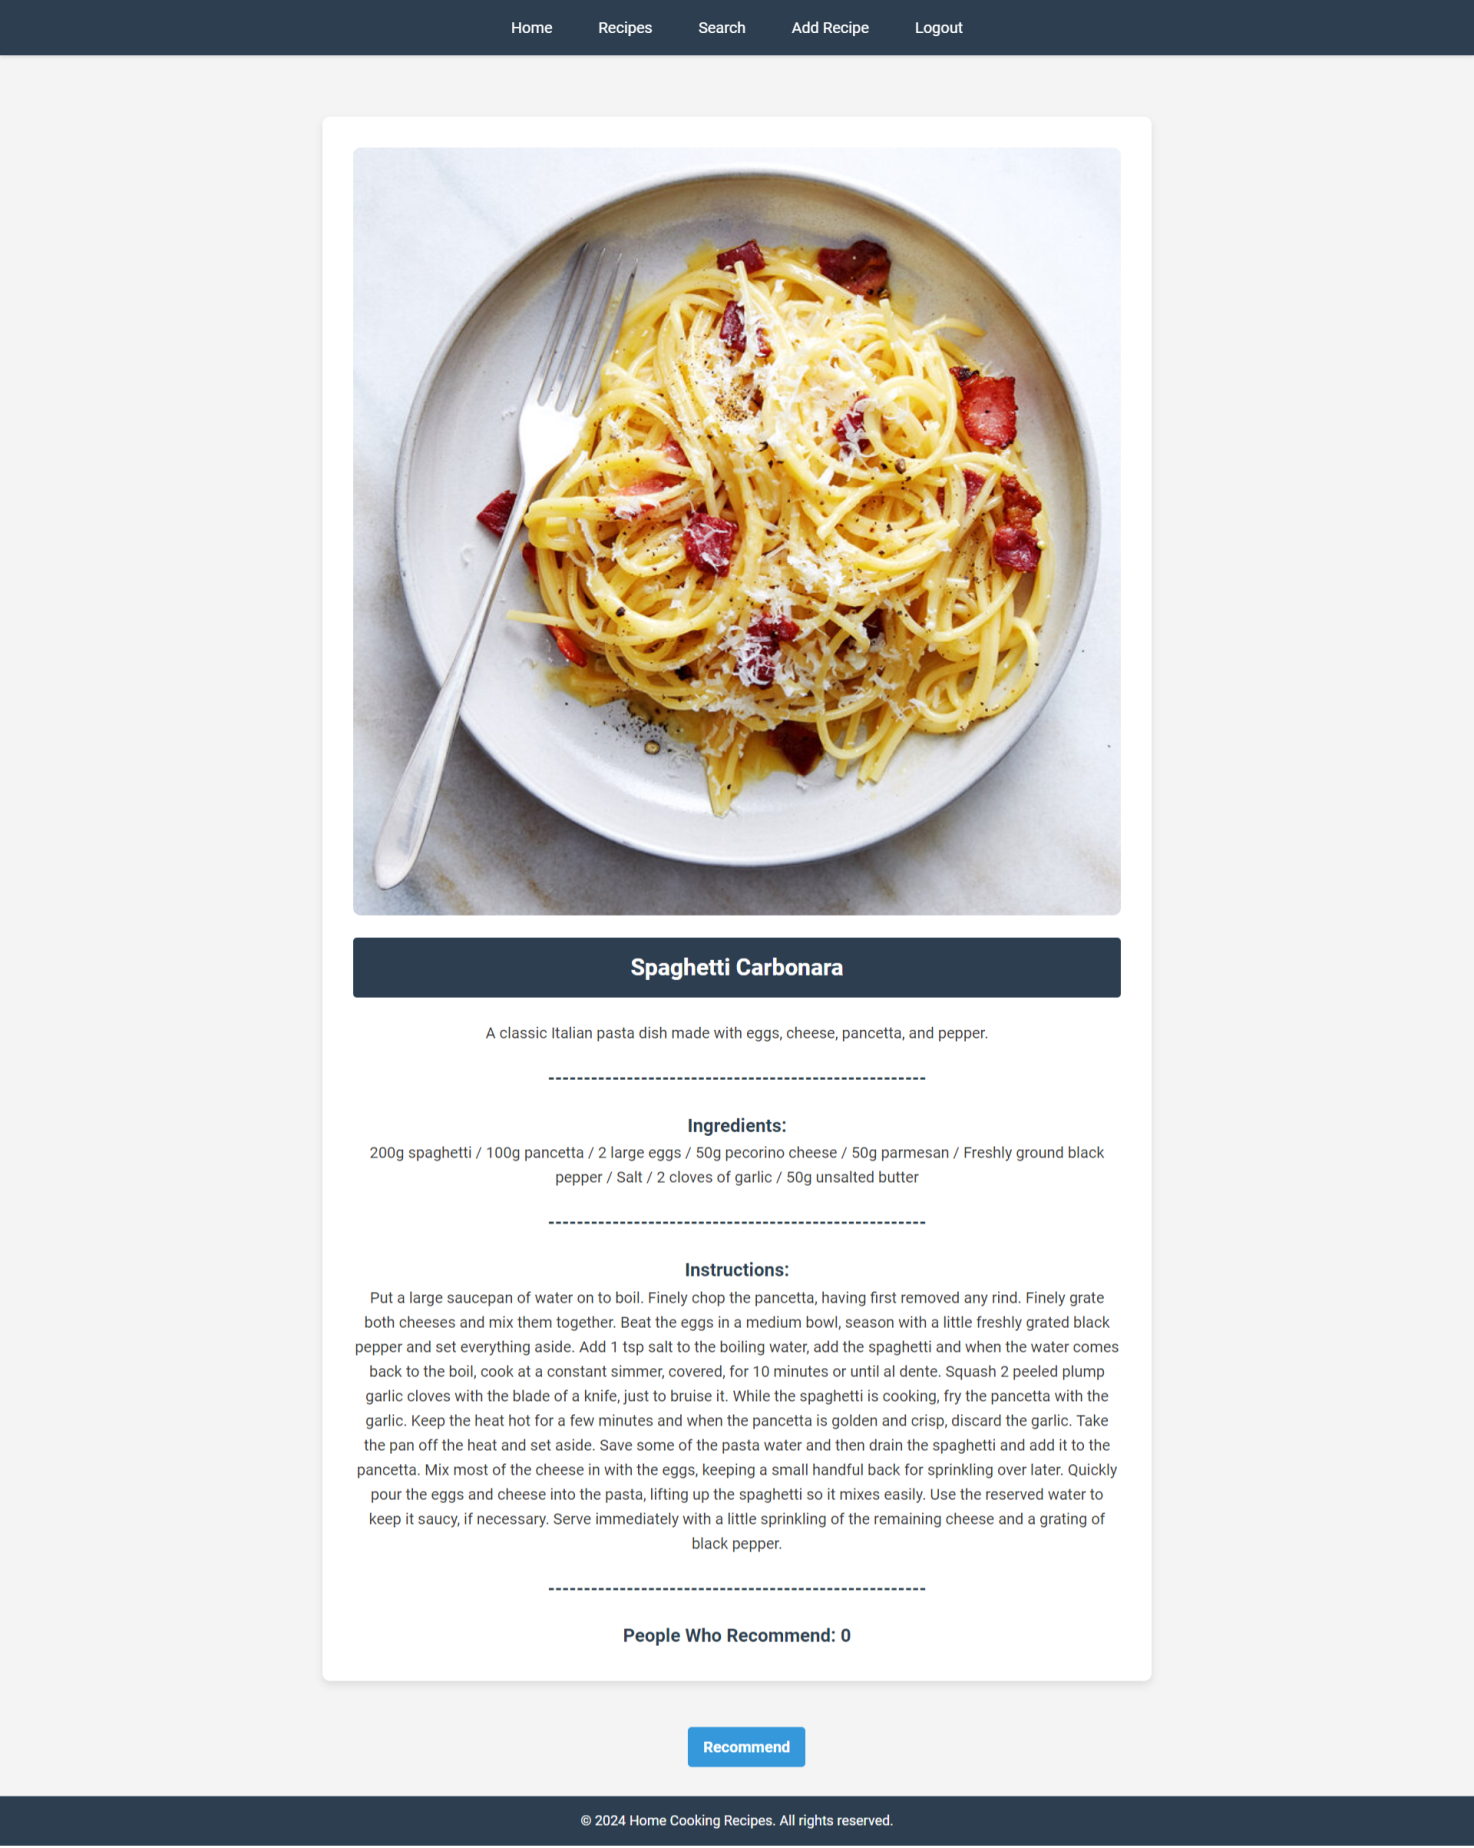 Home Recipes Search Add Recipe Logout
Spaghetti Carbonara
A classic Italian pasta dish made with eggs, cheese, pancetta, and pepper.
-----------------------------------------------------
Ingredients:
200g spaghetti / 100g pancetta / 2 large eggs / 50g pecorino cheese / 50g parmesan / Freshly ground black
pepper / Salt / 2 cloves of garlic / 50g unsalted butter
-----------------------------------------------------
Instructions:
Put a large saucepan of water on to boil. Finely chop the pancetta, having first removed any rind. Finely grate
both cheeses and mix them together. Beat the eggs in a medium bowl, season with a little freshly grated black
pepper and set everything aside. Add 1 tsp salt to the boiling water, add the spaghetti and when the water comes
back to the boil, cook at a constant simmer, covered, for 10 minutes or until al dente. Squash 2 peeled plump
garlic cloves with the blade of a knife, just to bruise it. While the spaghetti is cooking, fry the pancetta with the
garlic. Keep the heat hot for a few minutes and when the pancetta is golden and crisp, discard the garlic. Take
the pan off the heat and set aside. Save some of the pasta water and then drain the spaghetti and add it to the
pancetta. Mix most of the cheese in with the eggs, keeping a small handful back for sprinkling over later. Quickly
pour the eggs and cheese into the pasta, lifting up the spaghetti so it mixes easily. Use the reserved water to
keep it saucy, if necessary. Serve immediately with a little sprinkling of the remaining cheese and a grating of
black pepper.
-----------------------------------------------------
People Who Recommend: 0
Recommend
© 2024 Home Cooking Recipes. All rights reserved.